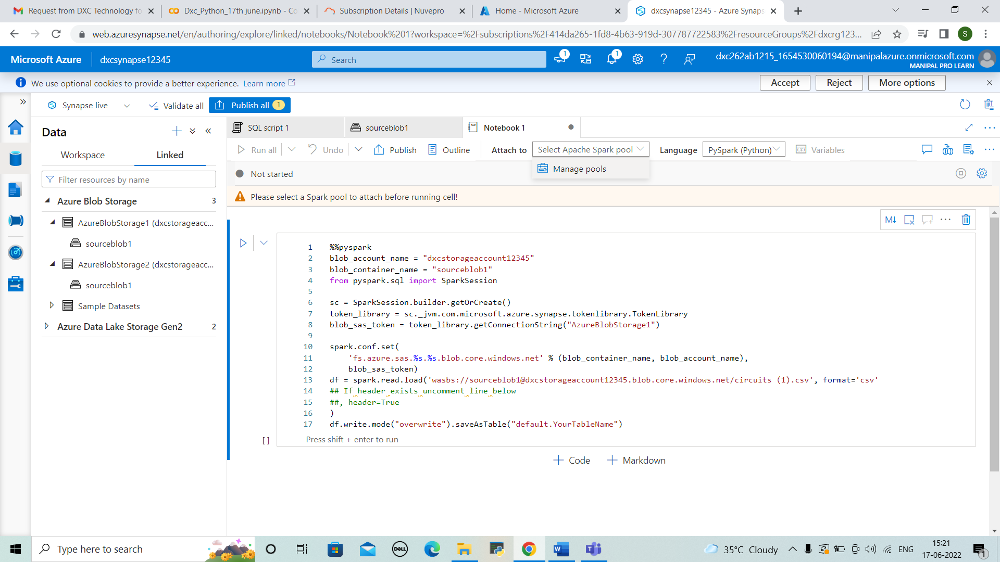 Request from DXC Technology fo
Dxc_Python_17th june.ipynb - Co
Subscription Details | Nuvepro
Home - Microsoft Azure
dxcsynapse12345 - Azure Synaps
web.azuresynapse.net/en/authoring/explore/linked/notebooks/Notebook%201?workspace=%2Fsubscriptions%2F414da265-1fd8-4b63-919d-307787722583%2FresourceGroups%2Fdxcrg123...
S
Microsoft Azure
dxcsynapse12345
Search
1
1
dxc262ab1215_1654530060194@manipalazure.onmicrosoft.com
MANIPAL PRO LEARN
We use optional cookies to provide a better experience. Learn more
Accept
Reject
More options
Synapse live
Validate all
Publish all 1
Data
Workspace
Linked
Filter resources by name
Azure Blob Storage 3
AzureBlobStorage1 (dxcstorageacc...
sourceblob1
AzureBlobStorage2 (dxcstorageacc...
sourceblob1
Sample Datasets
Azure Data Lake Storage Gen2 2
SQL script 1
sourceblob1
Notebook 1
Run all
Undo
Publish
Outline
Attach to
Select Apache Spark pool
Language
PySpark (Python)
Variables
Manage pools
Not started
Please select a Spark pool to attach before running cell!
M↓
1 %%pyspark
2 blob_account_name = "dxcstorageaccount12345"
3 blob_container_name = "sourceblob1"
4 from pyspark.sql import SparkSession
5
6 sc = SparkSession.builder.getOrCreate()
7 token_library = sc._jvm.com.microsoft.azure.synapse.tokenlibrary.TokenLibrary
8 blob_sas_token = token_library.getConnectionString("AzureBlobStorage1")
9
10 spark.conf.set(
11 'fs.azure.sas.%s.%s.blob.core.windows.net' % (blob_container_name, blob_account_name),
12 blob_sas_token)
13 df = spark.read.load('wasbs://sourceblob1@dxcstorageaccount12345.blob.core.windows.net/circuits (1).csv', format='csv'
14 ## If header exists uncomment line below
15 ##, header=True
16 )
17 df.write.mode("overwrite").saveAsTable("default.YourTableName")
[ ]
Press shift + enter to run
+ Code
+ Markdown
Type here to search
DELL
35°C Cloudy
ENG
15:21
17-06-2022
1